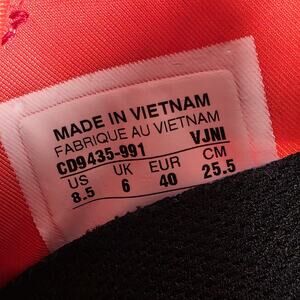 MADE IN VIETNAM
FABRIQUE AU VIETNAM
CD9435-991 VJNI
US UK EUR CM
8.5 6 40 25.5